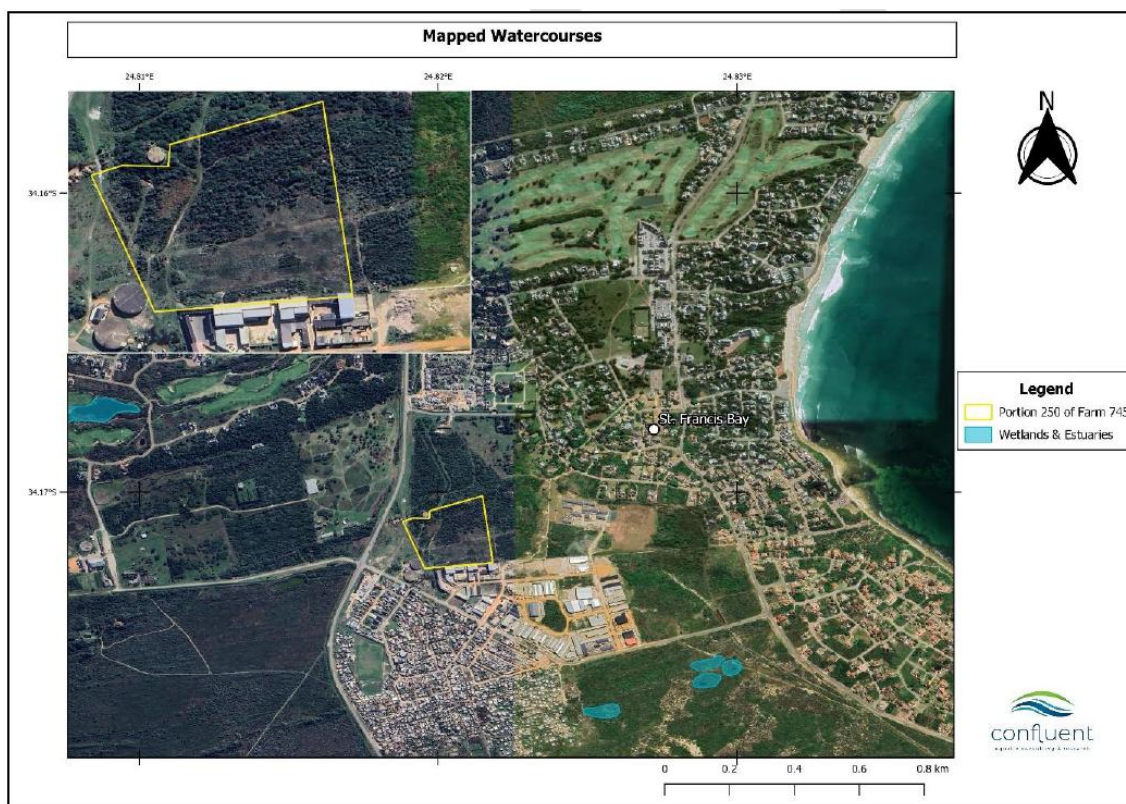 Mapped Watercourses
24.81°E
24.82°E
24.83°E
N
34.16°S
St. Francis Bay
34.17°S
Legend
Portion 250 of Farm 745
Wetlands & Estuaries
confluent
0 0.2 0.4 0.6 0.8 km